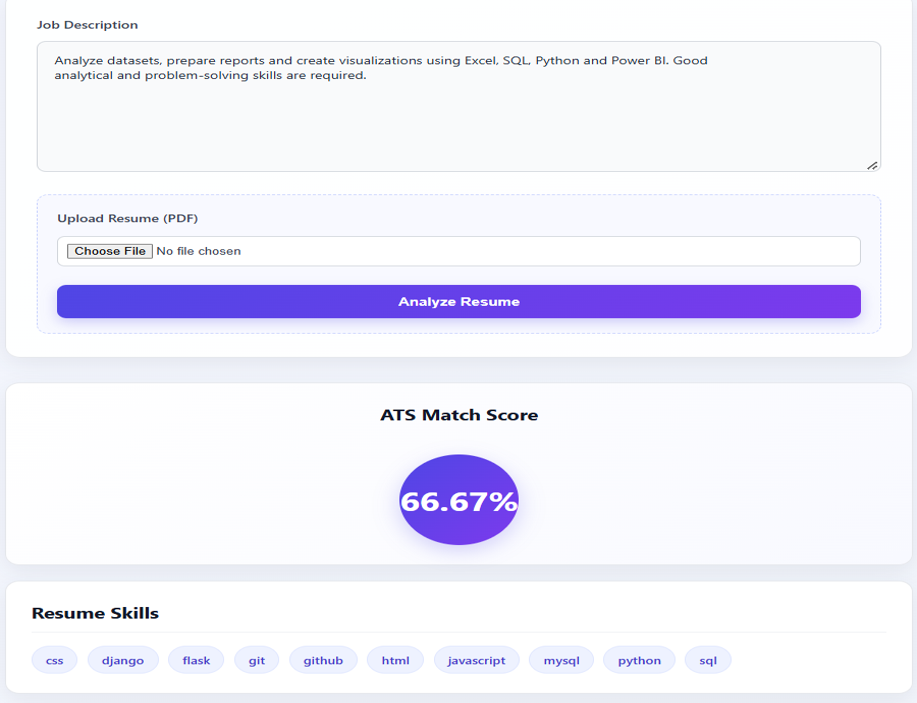 Job Description
Analyze datasets, prepare reports and create visualizations using Excel, SQL, Python and Power BI. Good
analytical and problem-solving skills are required.
Upload Resume (PDF)
Choose File No file chosen
Analyze Resume
ATS Match Score
66.67%
Resume Skills
css django flask git github html javascript mysql python sql